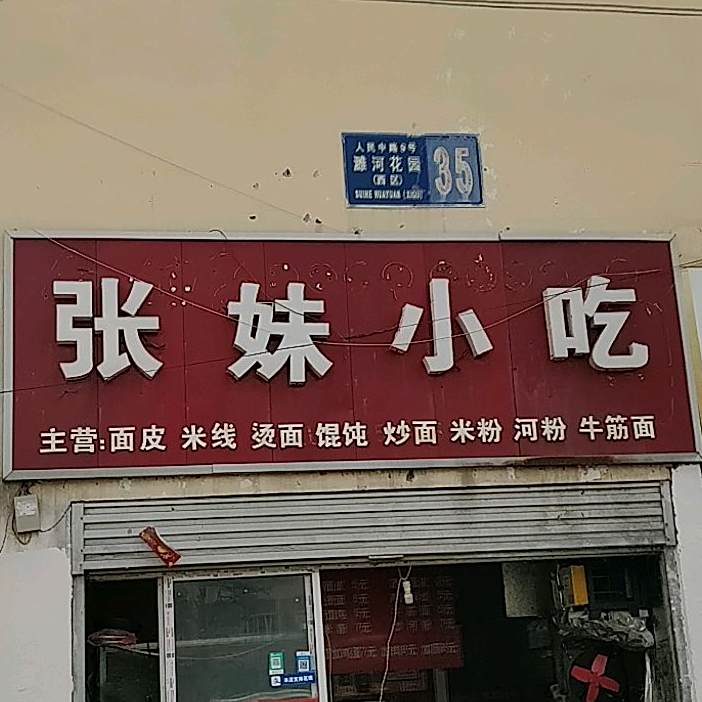 人民中路9号
濉河花园
(西区)
SUIHE HUAYUAN (XIQU)
35
张妹小吃
主营:面皮 米线 烫面 馄饨 炒面 米粉 河粉 牛筋面